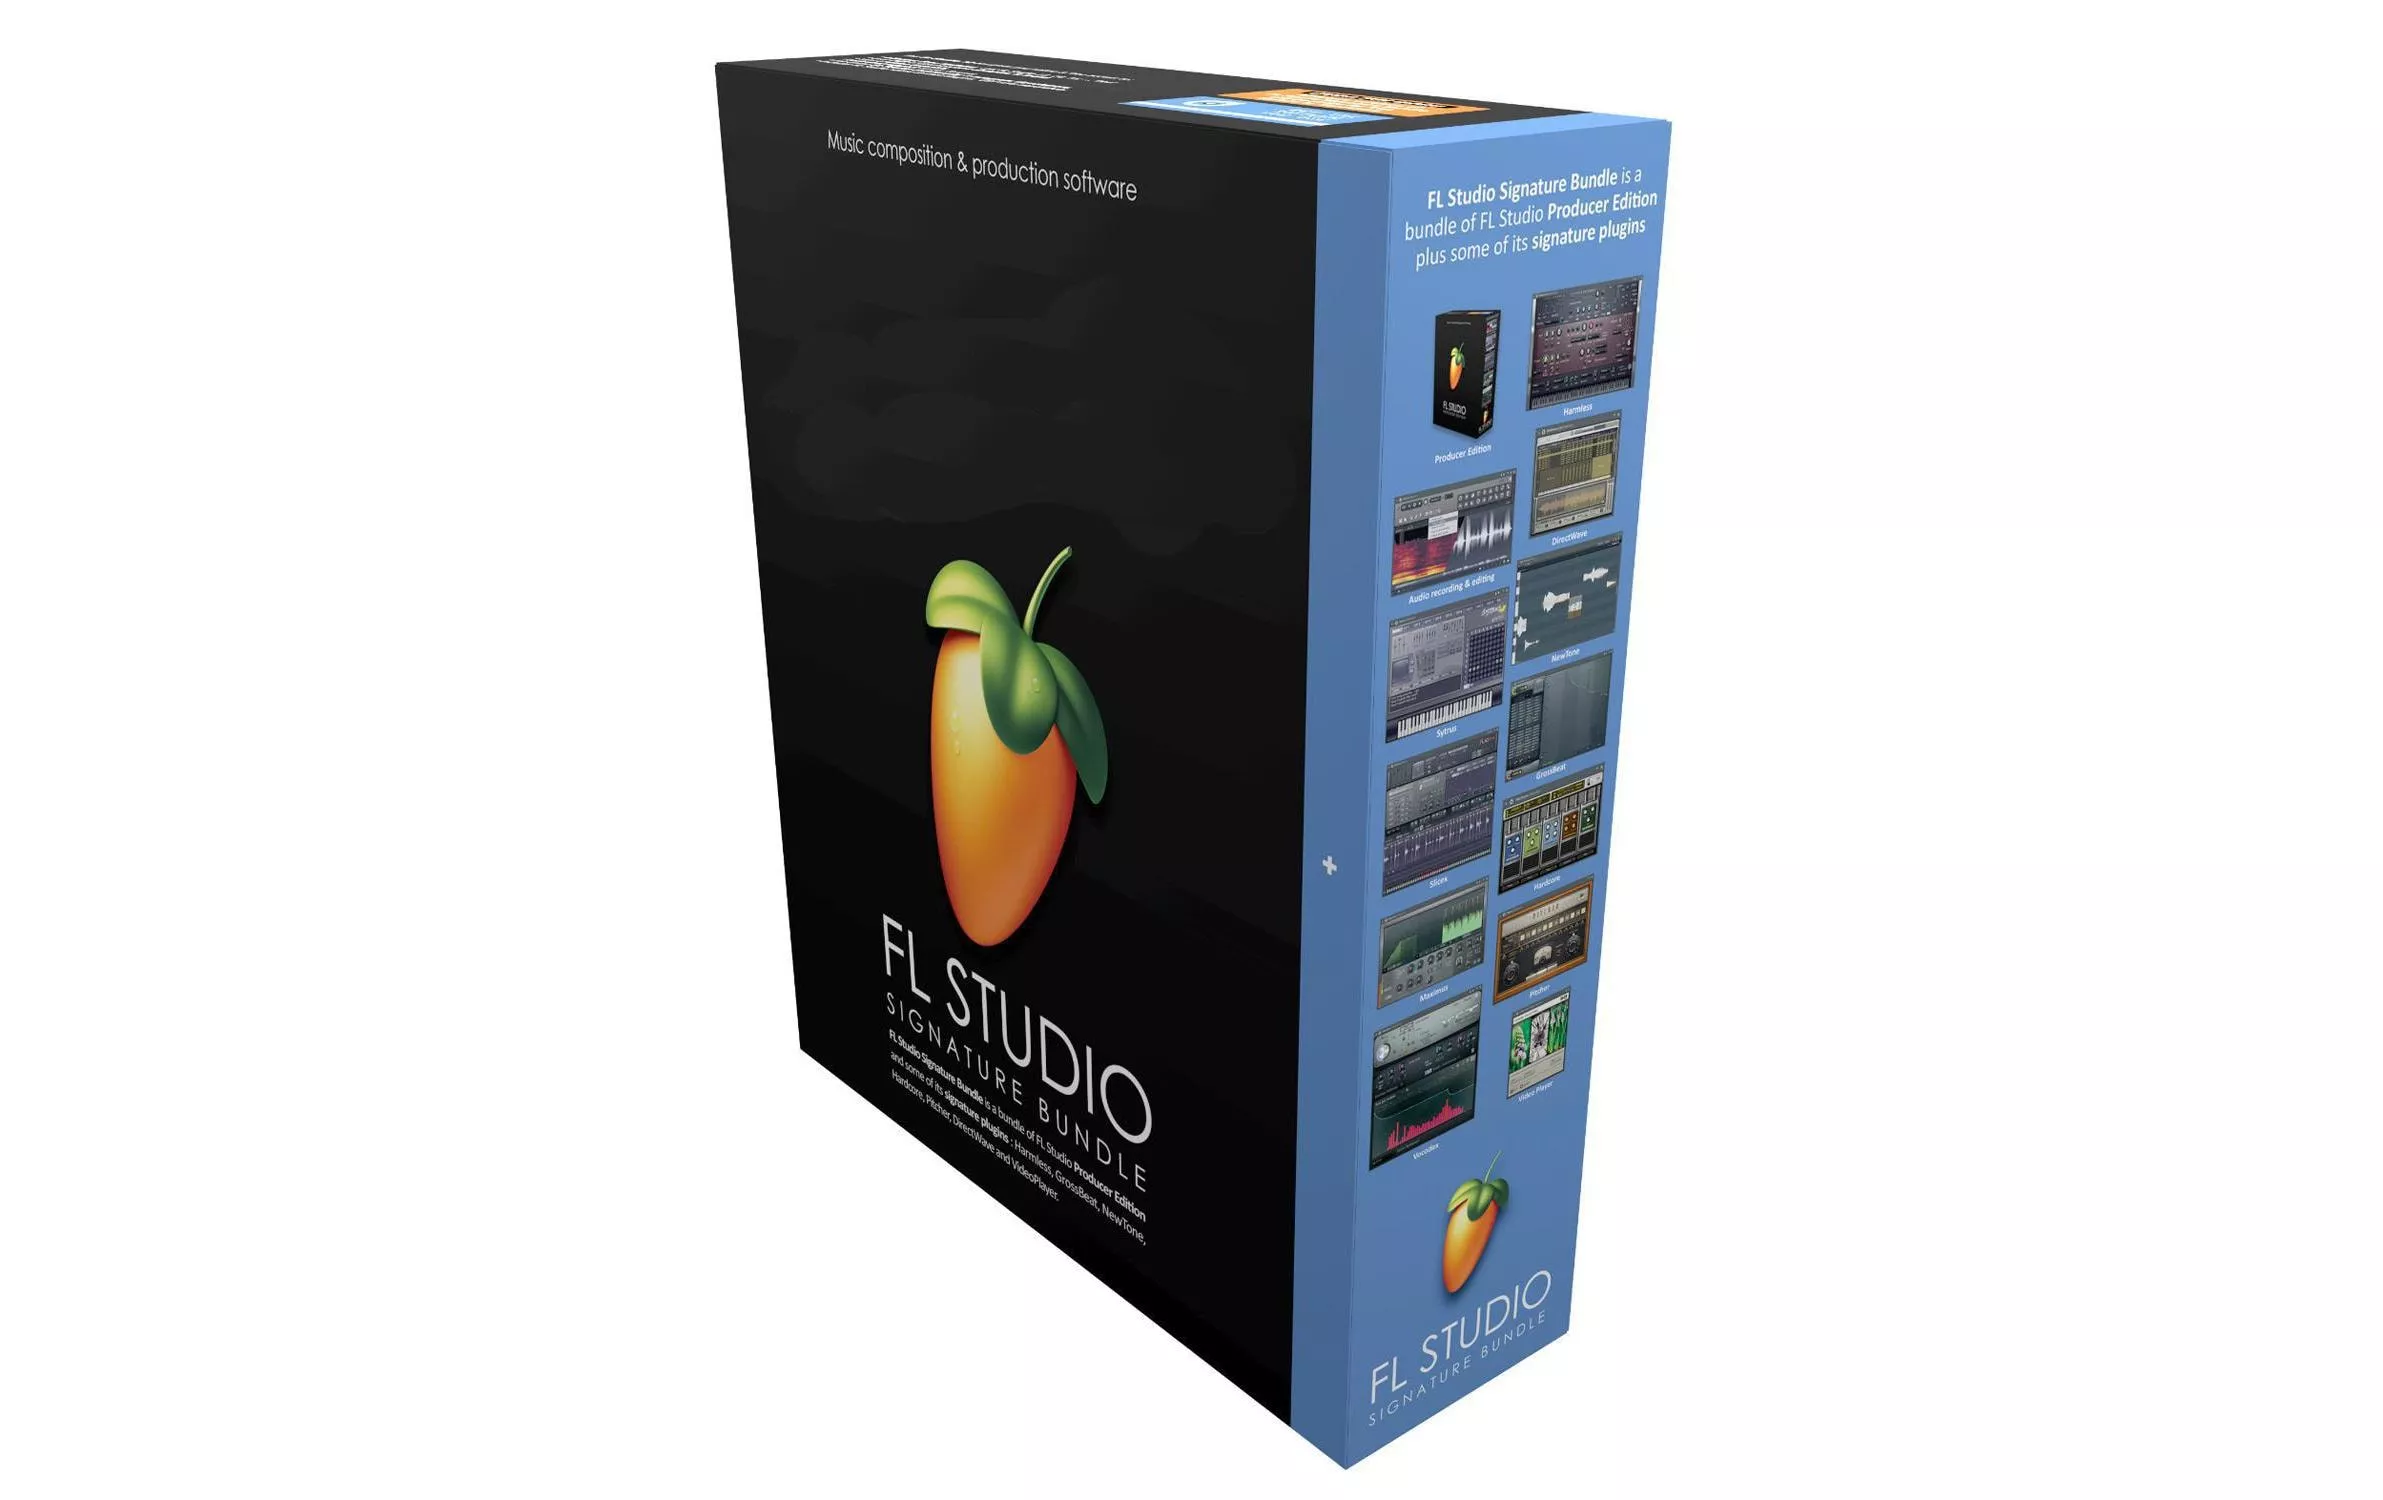 Music composition & production software
FL STUDIO
SIGNATURE BUNDLE
FL Studio Signature Bundle is a bundle of FL Studio Producer Edition
and some of its signature plugins : Harmless, GrossBeat, NewTone,
Hardcore, Pitcher, DirectWave and VideoPlayer.
+
FL Studio Signature Bundle is a
bundle of FL Studio Producer Edition
plus some of its signature plugins
FL STUDIO
Producer Edition
Harmless
DirectWave
Audio recording & editing
NewTone
Sytrus
GrossBeat
Slicex
Hardcore
Maximus
PITCHER
Pitcher
Vocodex
Video Player
FL STUDIO
SIGNATURE BUNDLE